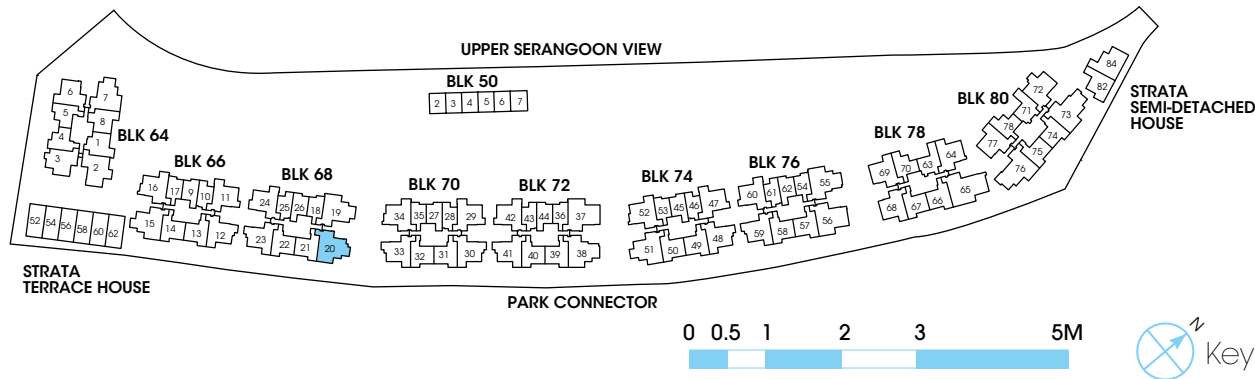 UPPER SERANGOON VIEW
BLK 50
2 3 4 5 6 7
84
82
STRATA
SEMI-DETACHED
HOUSE
BLK 80
72
71 73
78 74
77 75
76
BLK 64
6 7
5 8
4 1
3 2
BLK 66
16 17 9 10 11
15 14 13 12
BLK 68
24 25 26 18 19
23 22 21 20
BLK 70
34 35 27 28 29
33 32 31 30
BLK 72
42 43 44 36 37
41 40 39 38
BLK 74
52 53 45 46 47
51 50 49 48
BLK 76
60 61 62 54 55
59 58 57 56
BLK 78
69 70 63 64
68 67 66 65
52 54 56 58 60 62
STRATA
TERRACE HOUSE
PARK CONNECTOR
0 0.5 1 2 3 5M
N
Key